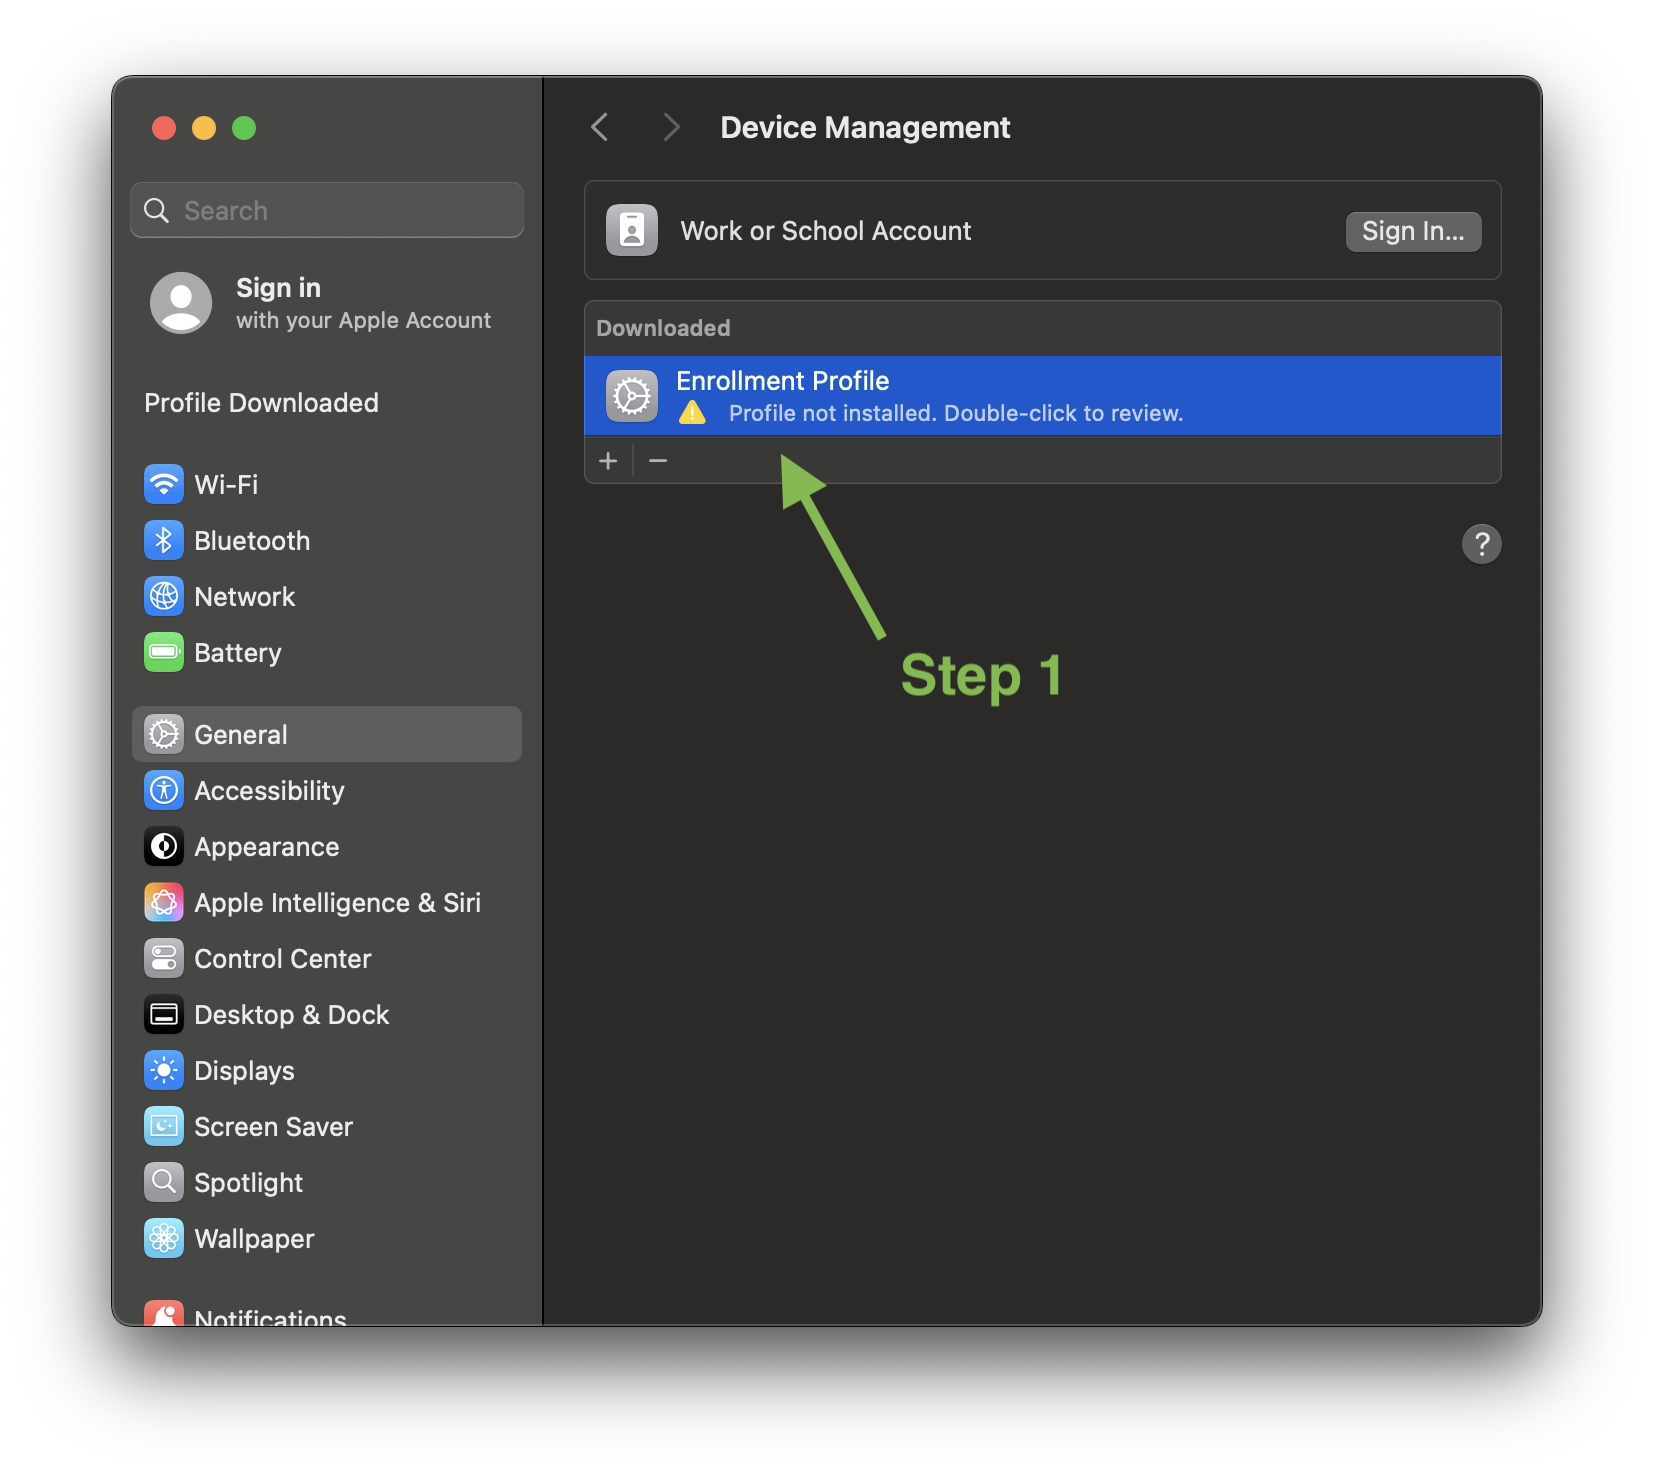 Search
Sign in
with your Apple Account
Profile Downloaded
Wi-Fi
Bluetooth
Network
Battery
General
Accessibility
Appearance
Apple Intelligence & Siri
Control Center
Desktop & Dock
Displays
Screen Saver
Spotlight
Wallpaper
Notifications
Device Management
Work or School Account
Sign In...
Downloaded
Enrollment Profile
Profile not installed. Double-click to review.
+ −
?
Step 1